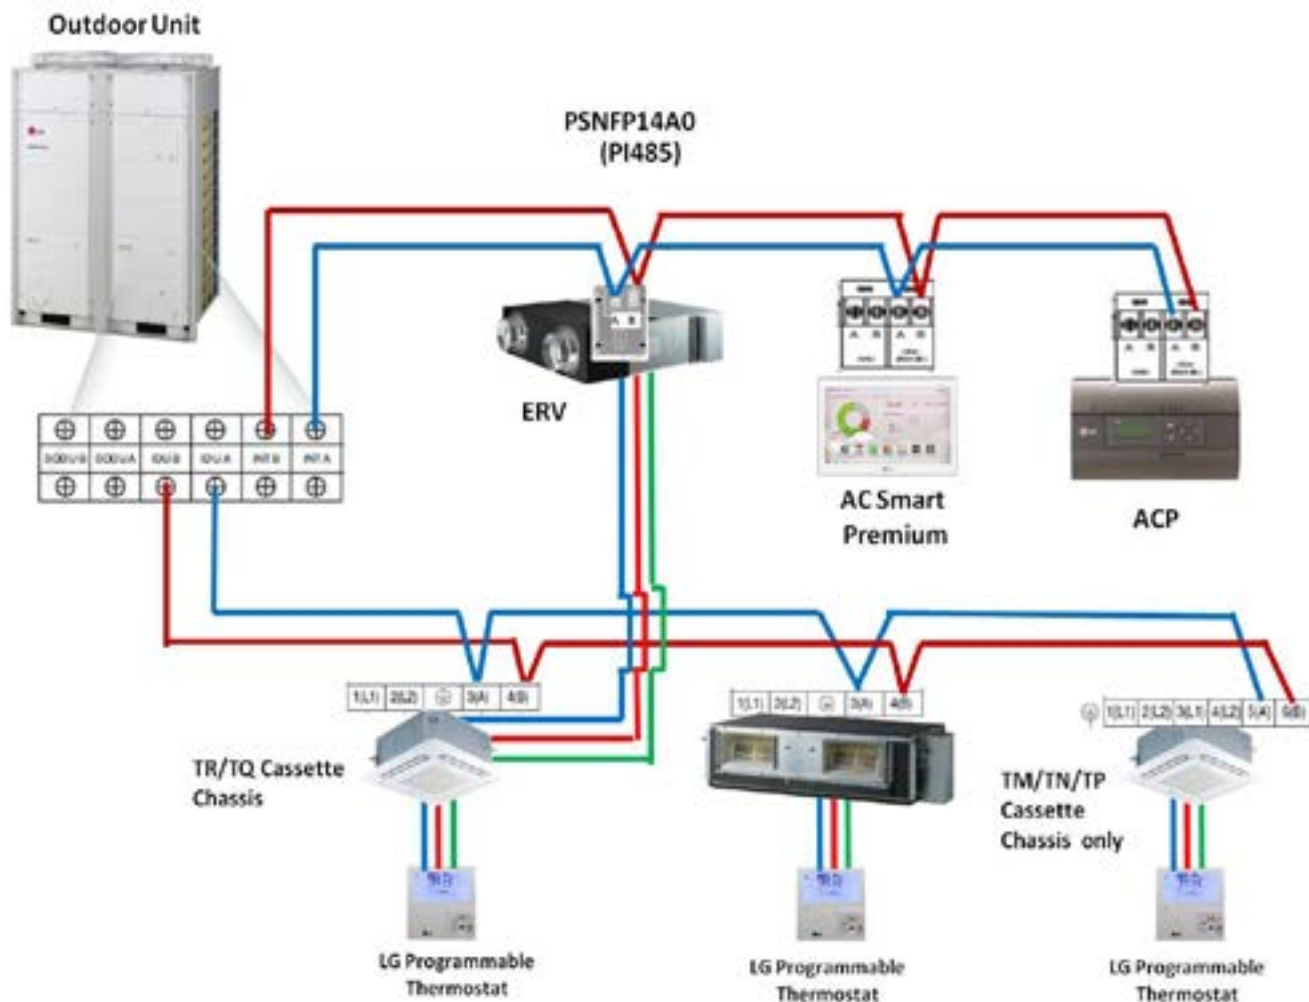 Outdoor Unit
PSNFP14A0
(PI485)
A B
ERV
SODU B SODU A IDU B IDU A INT B INT A
A B A B
A B A B
AC Smart
Premium
ACP
1(L1) 2(L2) 3(A) 4(B)
1(L1) 2(L2) 3(A) 4(B)
1(L1) 2(L2) 3(L1) 4(L2) 5(A) 6(B)
TR/TQ Cassette
Chassis
TM/TN/TP
Cassette
Chassis only
LG Programmable
Thermostat
LG Programmable
Thermostat
LG Programmable
Thermostat